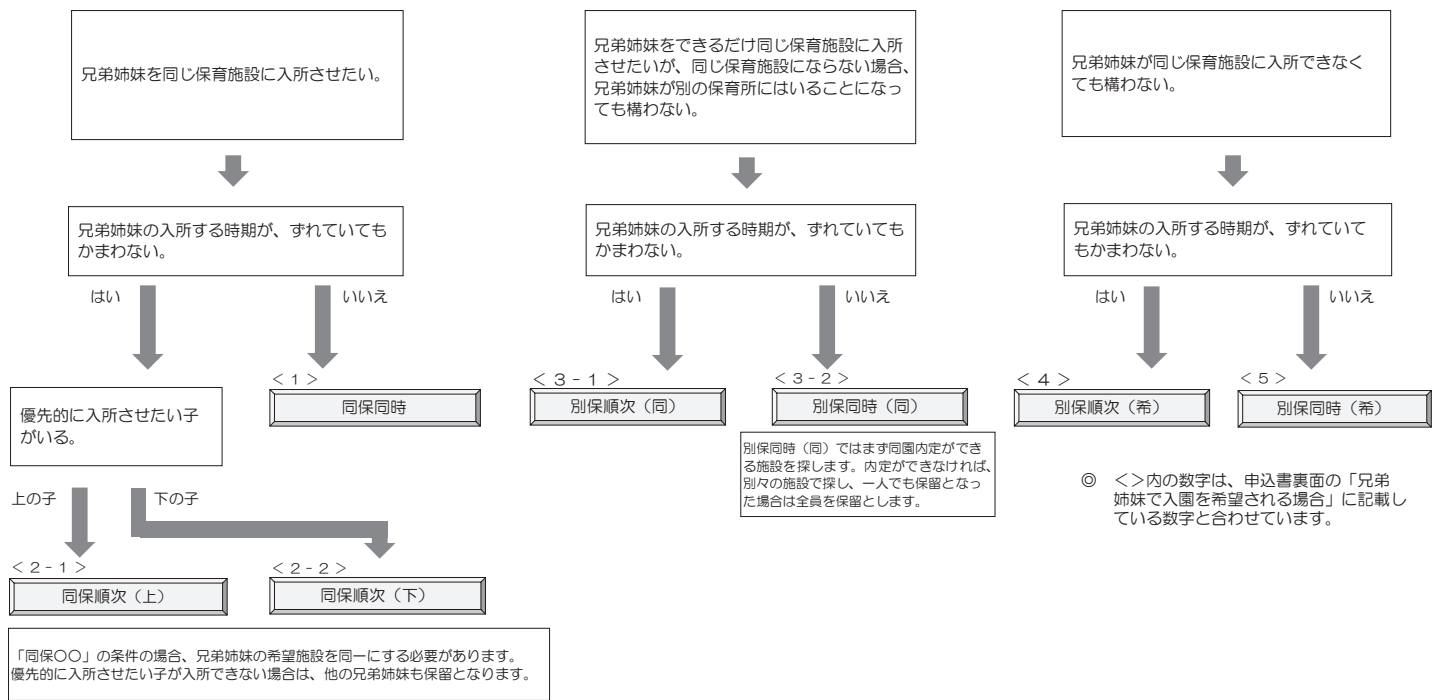 兄弟姉妹を同じ保育施設に入所させたい。
兄弟姉妹をできるだけ同じ保育施設に入所
させたいが、同じ保育施設にならない場合、
兄弟姉妹が別の保育所にはいることになっ
ても構わない。
兄弟姉妹が同じ保育施設に入所できなく
ても構わない。
兄弟姉妹の入所する時期が、ずれていても
かまわない。
兄弟姉妹の入所する時期が、ずれていても
かまわない。
兄弟姉妹の入所する時期が、ずれていて
もかまわない。
はい
いいえ
はい
いいえ
はい
いいえ
優先的に入所させたい子
がいる。
<1>
同保同時
<3-1>
別保順次(同)
<3-2>
別保同時(同)
別保同時(同)ではまず同園内定ができ
る施設を探します。内定ができなければ、
別々の施設で探し、一人でも保留となっ
た場合は全員を保留とします。
<4>
別保順次(希)
<5>
別保同時(希)
◎ <>内の数字は、申込書裏面の「兄弟
姉妹で入園を希望される場合」に記載し
ている数字と合わせています。
上の子
下の子
<2-1>
同保順次(上)
<2-2>
同保順次(下)
「同保〇〇」の条件の場合、兄弟姉妹の希望施設を同一にする必要があります。
優先的に入所させたい子が入所できない場合は、他の兄弟姉妹も保留となります。